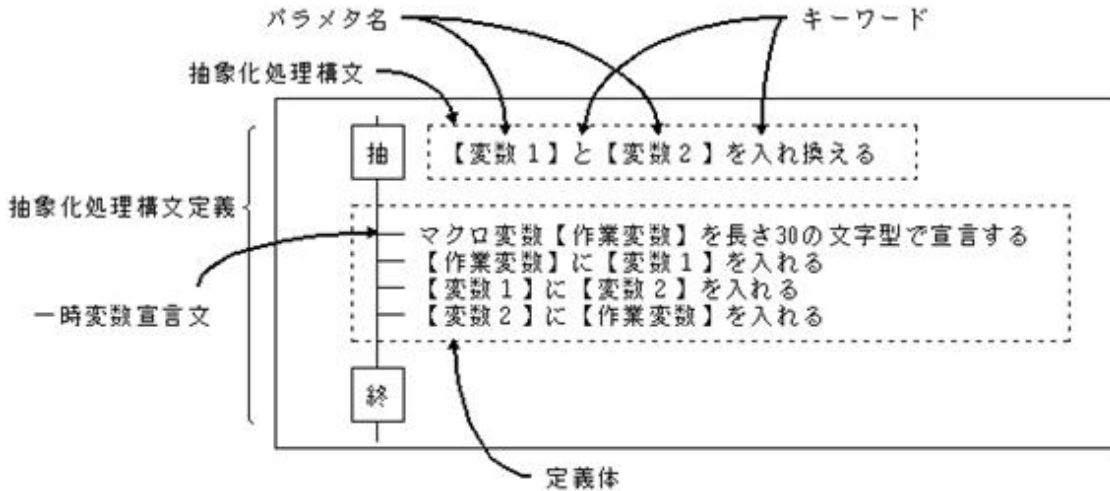 パラメタ名
キーワード
抽象化処理構文
抽
【変数1】と【変数2】を入れ換える
抽象化処理構文定義
マクロ変数【作業変数】を長さ30の文字型で宣言する
【作業変数】に【変数1】を入れる
【変数1】に【変数2】を入れる
一時変数宣言文
【変数2】に【作業変数】を入れる
終
定義体